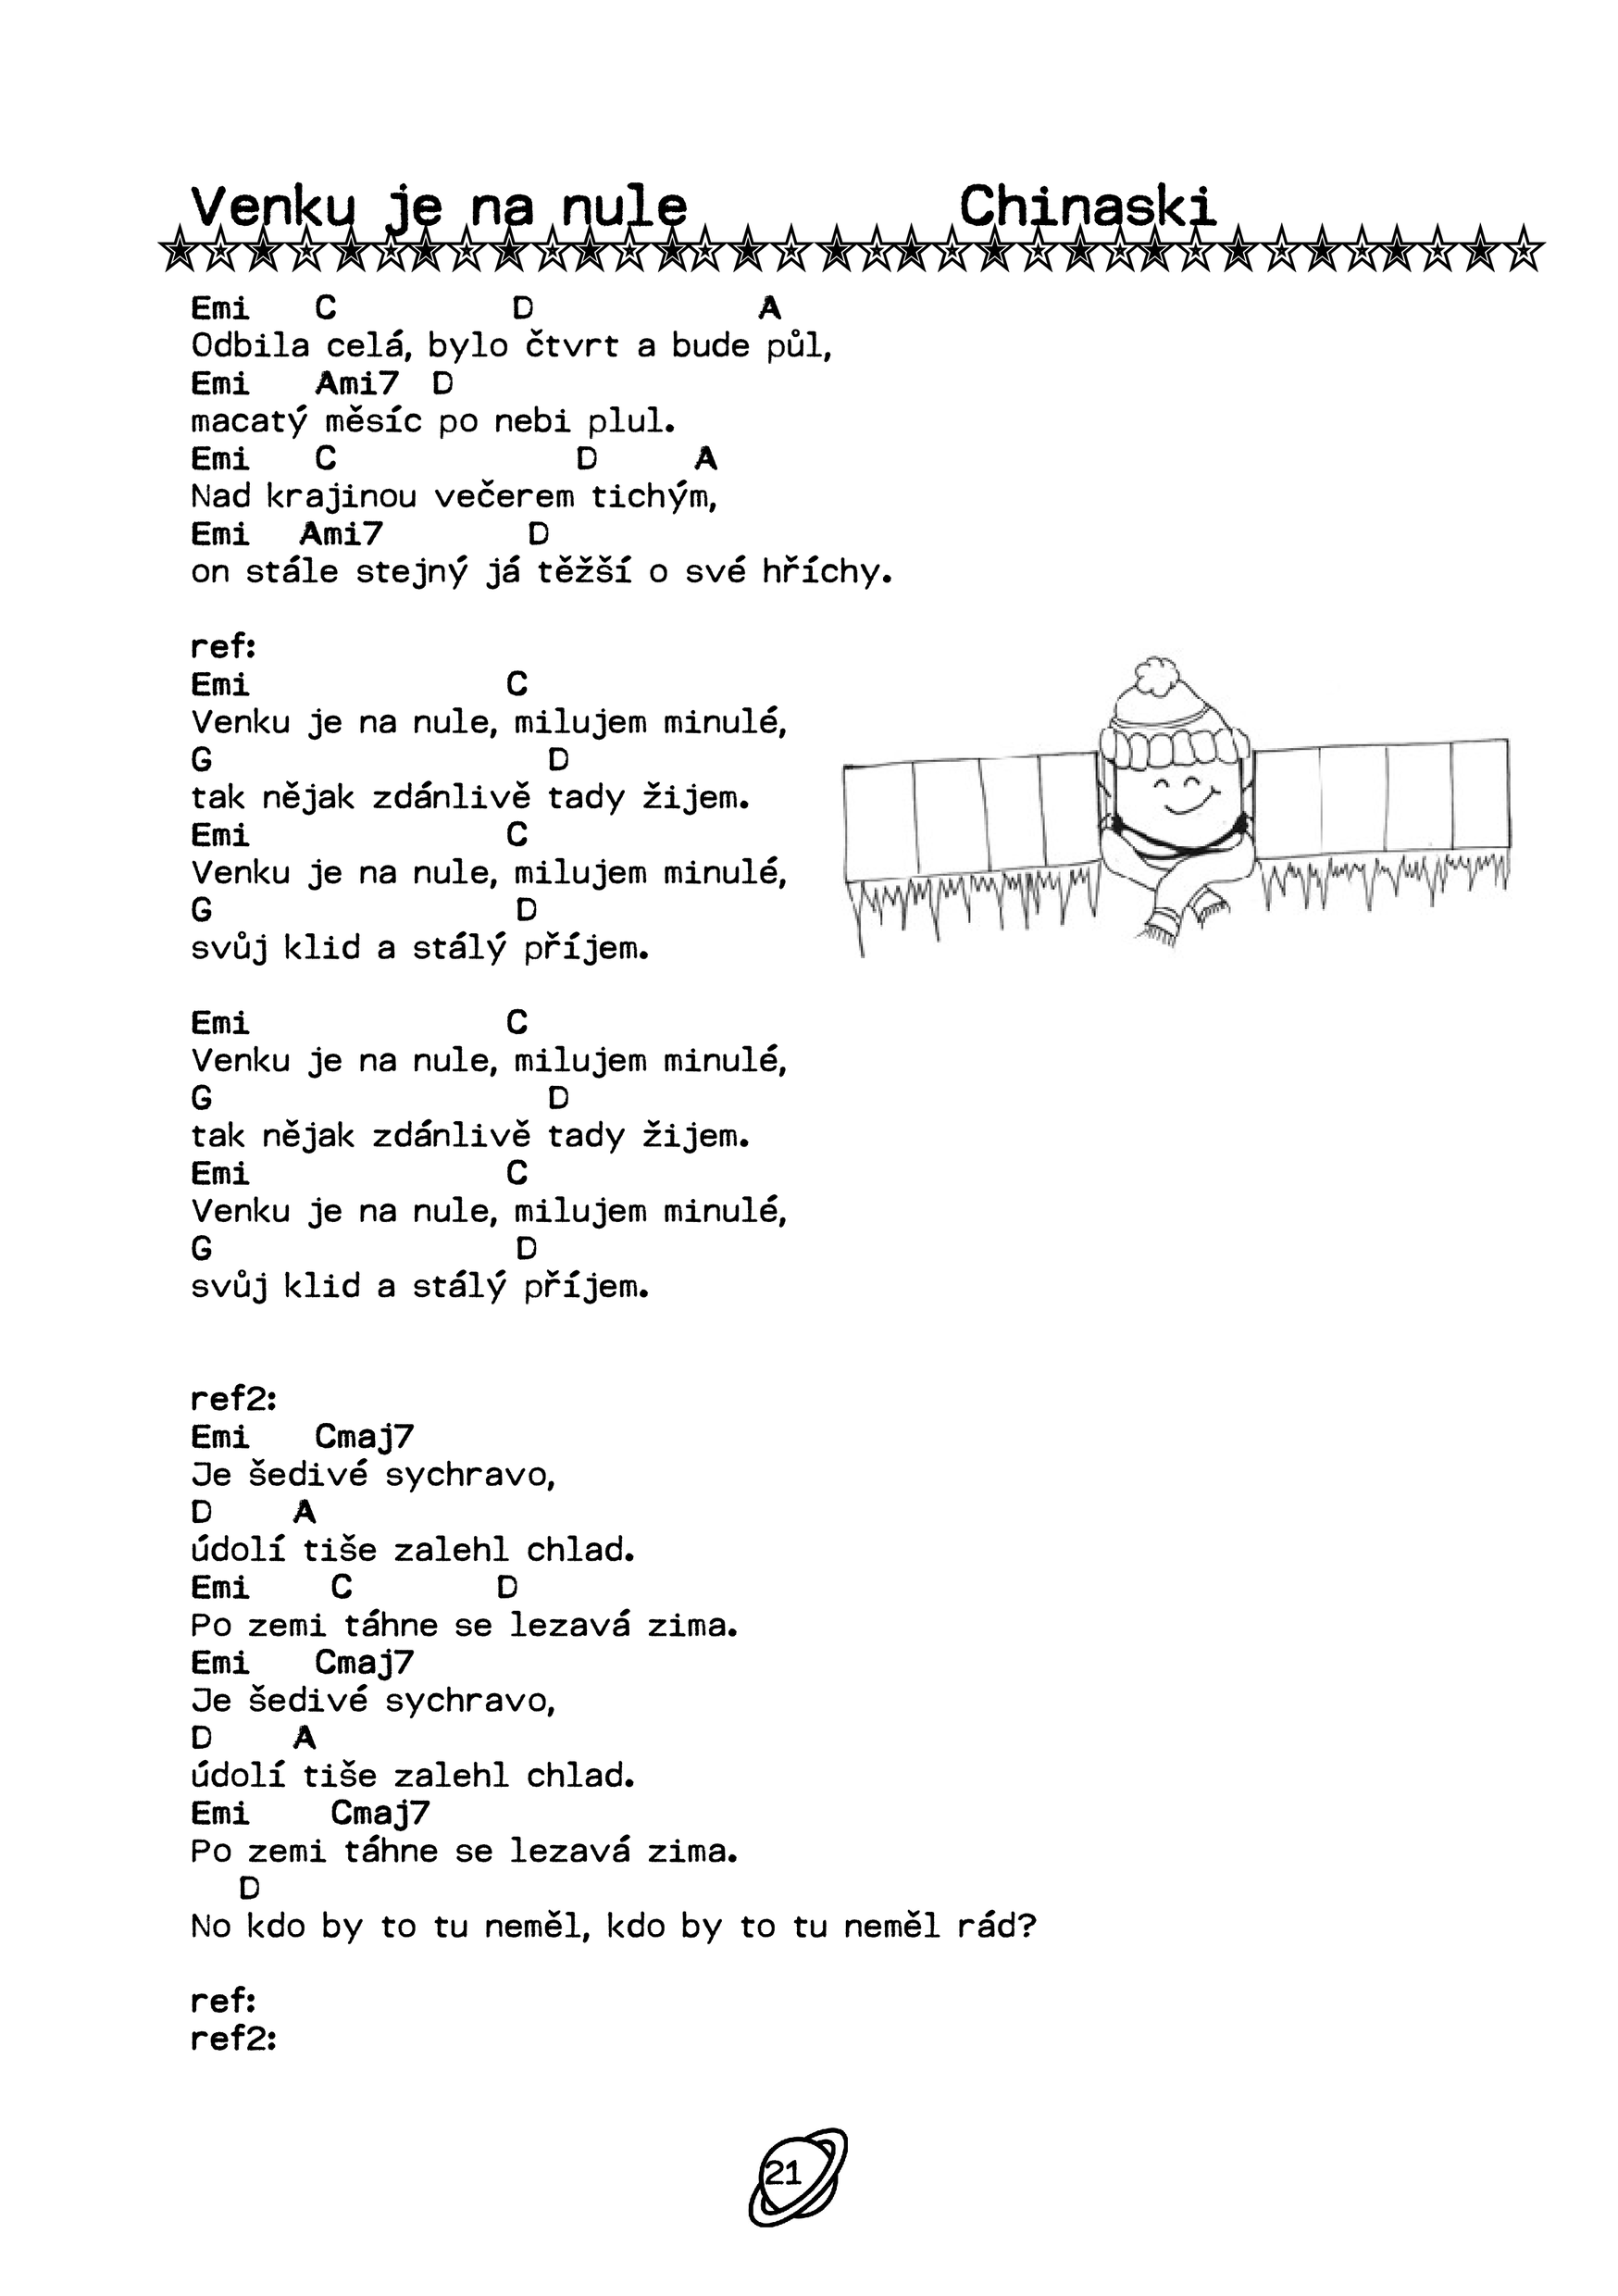 Venku je na nule Chinaski
Emi C D A
Odbila celá, bylo čtvrt a bude půl,
Emi Ami7 D
macatý měsíc po nebi plul.
Emi C D A
Nad krajinou večerem tichým,
Emi Ami7 D
on stále stejný já těžší o své hříchy.
ref:
Emi C
Venku je na nule, milujem minulé,
G D
tak nějak zdánlivě tady žijem.
Emi C
Venku je na nule, milujem minulé,
G D
svůj klid a stálý příjem.
Emi C
Venku je na nule, milujem minulé,
G D
tak nějak zdánlivě tady žijem.
Emi C
Venku je na nule, milujem minulé,
G D
svůj klid a stálý příjem.
ref2:
Emi Cmaj7
Je šedivé sychravo,
D A
údolí tiše zalehl chlad.
Emi C D
Po zemi táhne se lezavá zima.
Emi Cmaj7
Je šedivé sychravo,
D A
údolí tiše zalehl chlad.
Emi Cmaj7
Po zemi táhne se lezavá zima.
D
No kdo by to tu neměl, kdo by to tu neměl rád?
ref:
ref2:
21